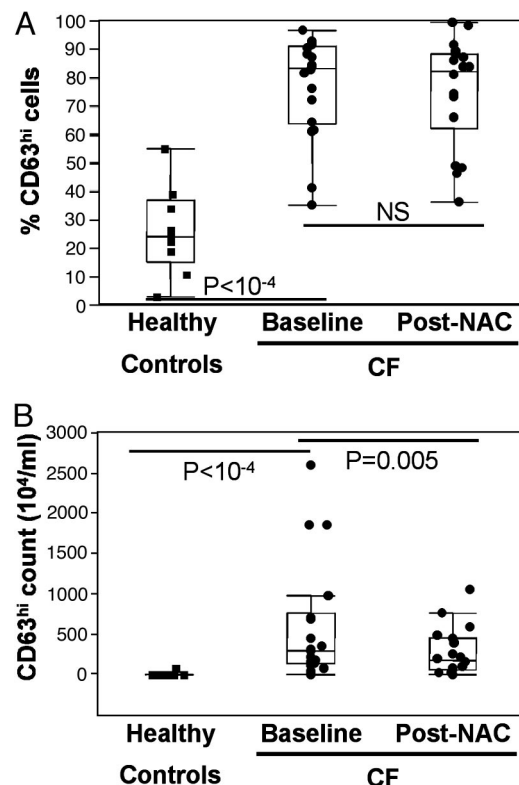 A
% CD63hi cells
100
90
80
70
60
50
40
30
20
10
0
NS
P<10-4
Healthy Controls
Baseline
Post-NAC
CF
B
CD63hi count (10⁴/ml)
3000
2500
2000
1500
1000
500
0
P<10-4
P=0.005
Healthy Controls
Baseline
Post-NAC
CF